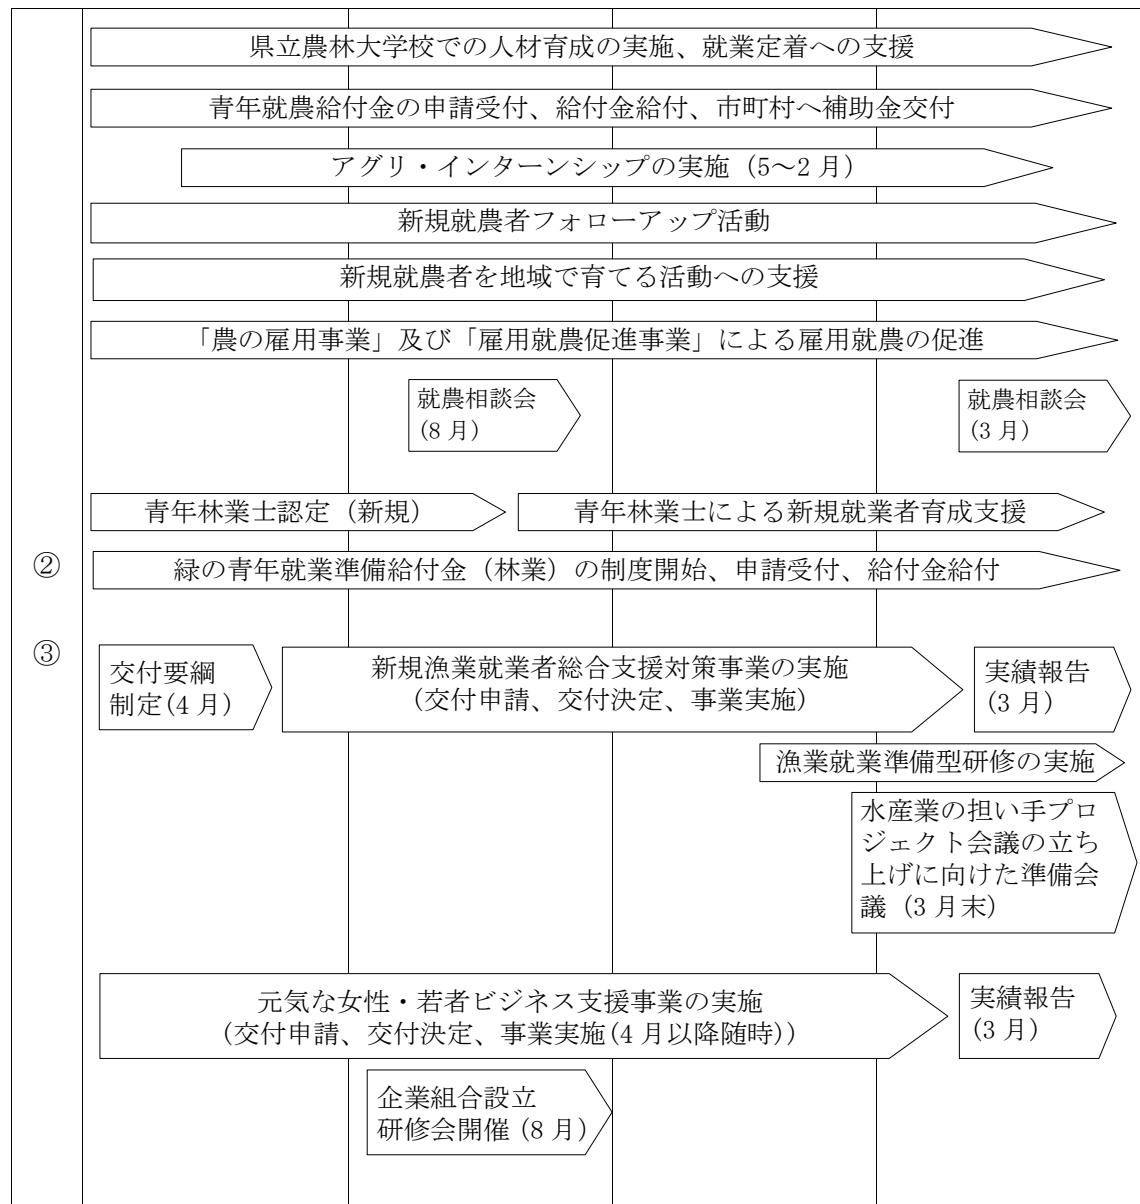 県立農林大学校での人材育成の実施、就業定着への支援
青年就農給付金の申請受付、給付金給付、市町村へ補助金交付
アグリ・インターンシップの実施（5～2 月）
新規就農者フォローアップ活動
新規就農者を地域で育てる活動への支援
「農の雇用事業」及び「雇用就農促進事業」による雇用就農の促進
就農相談会
(8 月)
就農相談会
(3 月)
青年林業士認定（新規）
青年林業士による新規就業者育成支援
②
緑の青年就業準備給付金（林業）の制度開始、申請受付、給付金給付
③
交付要綱
制定(4 月)
新規漁業就業者総合支援対策事業の実施
(交付申請、交付決定、事業実施)
実績報告
(3 月)
漁業就業準備型研修の実施
水産業の担い手プロ
ジェクト会議の立ち
上げに向けた準備会
議（3 月末）
元気な女性・若者ビジネス支援事業の実施
(交付申請、交付決定、事業実施(4 月以降随時))
実績報告
(3 月)
企業組合設立
研修会開催（8 月）